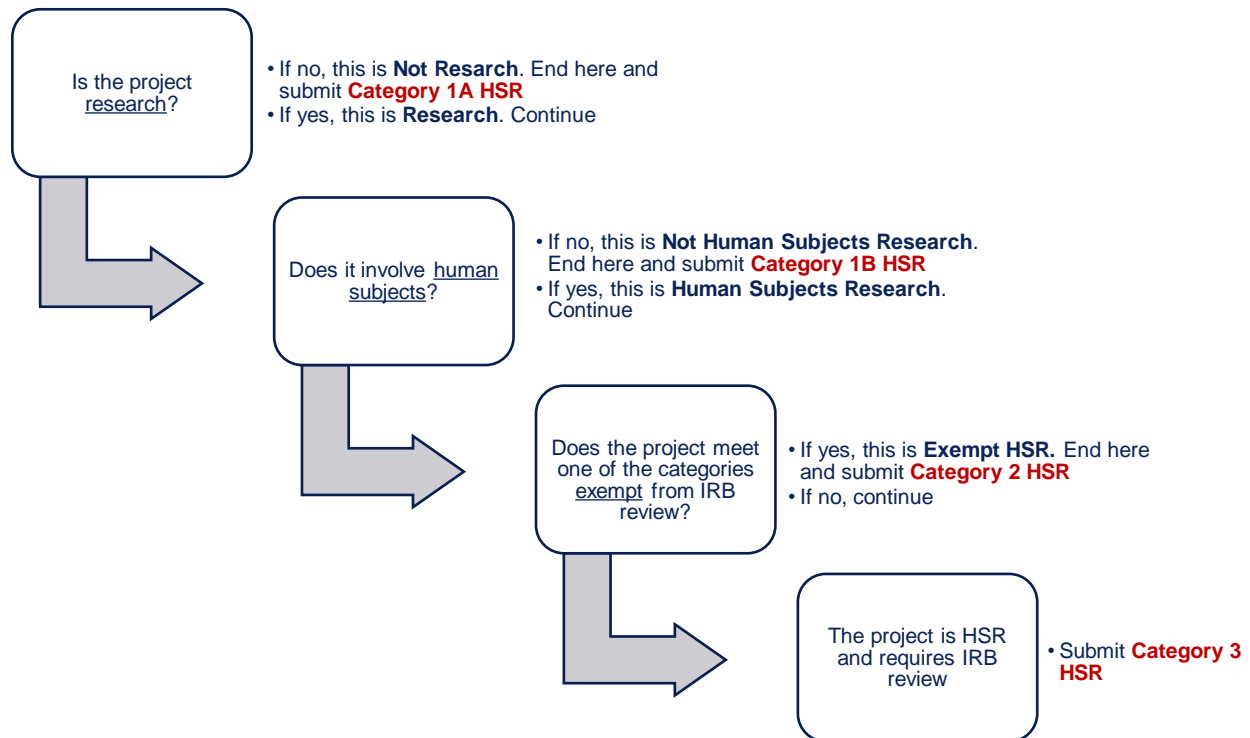 Is the project
research?
• If no, this is Not Resarch. End here and
submit Category 1A HSR
• If yes, this is Research. Continue
Does it involve human
subjects?
• If no, this is Not Human Subjects Research.
End here and submit Category 1B HSR
• If yes, this is Human Subjects Research.
Continue
Does the project meet
one of the categories
exempt from IRB
review?
• If yes, this is Exempt HSR. End here
and submit Category 2 HSR
• If no, continue
The project is HSR
and requires IRB
review
• Submit Category 3
HSR